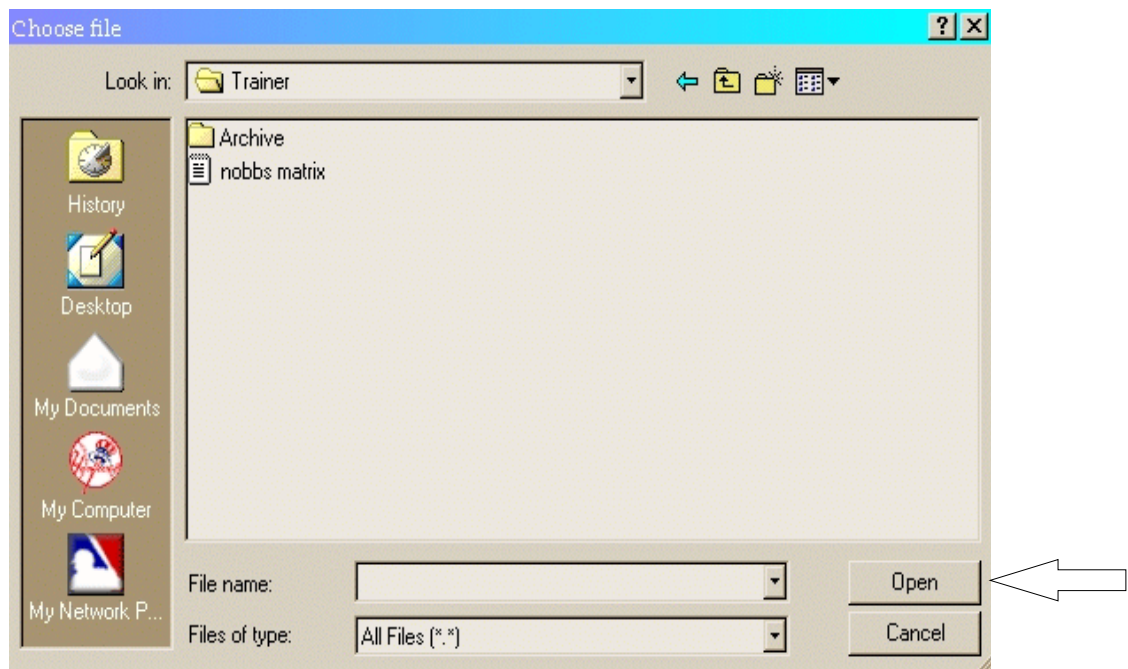 Choose file
Look in: Trainer
Archive
nobbs matrix
History
Desktop
My Documents
My Computer
My Network P...
File name:
Open
Files of type: All Files (*.*)
Cancel